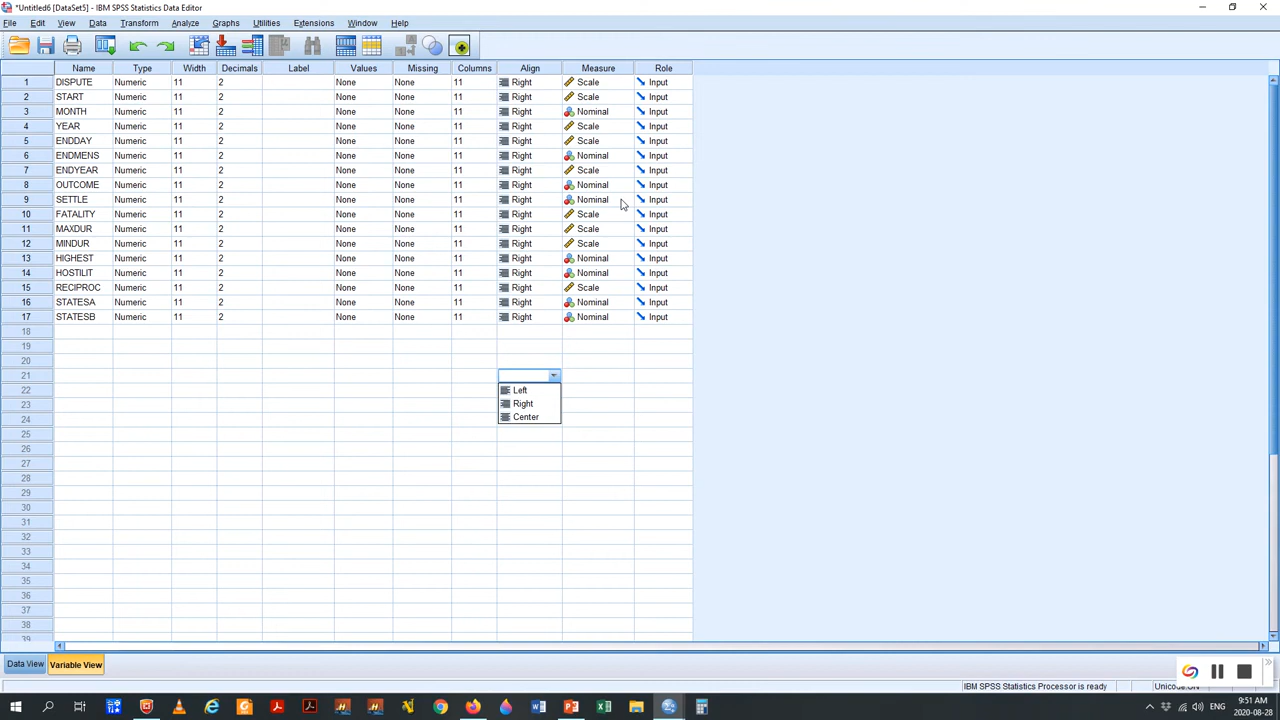 *Untitled6 [DataSet5] - IBM SPSS Statistics Data Editor
File Edit View Data Transform Analyze Graphs Utilities Extensions Window Help
Name Type Width Decimals Label Values Missing Columns Align Measure Role
1 DISPUTE Numeric 11 2 None None 11 Right Scale Input
2 START Numeric 11 2 None None 11 Right Scale Input
3 MONTH Numeric 11 2 None None 11 Right Nominal Input
4 YEAR Numeric 11 2 None None 11 Right Scale Input
5 ENDDAY Numeric 11 2 None None 11 Right Scale Input
6 ENDMENS Numeric 11 2 None None 11 Right Nominal Input
7 ENDYEAR Numeric 11 2 None None 11 Right Scale Input
8 OUTCOME Numeric 11 2 None None 11 Right Nominal Input
9 SETTLE Numeric 11 2 None None 11 Right Nominal Input
10 FATALITY Numeric 11 2 None None 11 Right Scale Input
11 MAXDUR Numeric 11 2 None None 11 Right Scale Input
12 MINDUR Numeric 11 2 None None 11 Right Scale Input
13 HIGHEST Numeric 11 2 None None 11 Right Nominal Input
14 HOSTILIT Numeric 11 2 None None 11 Right Nominal Input
15 RECIPROC Numeric 11 2 None None 11 Right Scale Input
16 STATESA Numeric 11 2 None None 11 Right Nominal Input
17 STATESB Numeric 11 2 None None 11 Right Nominal Input
18
19
20
21
22 Left
23 Right
24 Center
25
26
27
28
29
30
31
32
33
34
35
36
37
38
39
Data View Variable View
IBM SPSS Statistics Processor is ready Unicode:ON
ENG 9:51 AM
2020-08-28